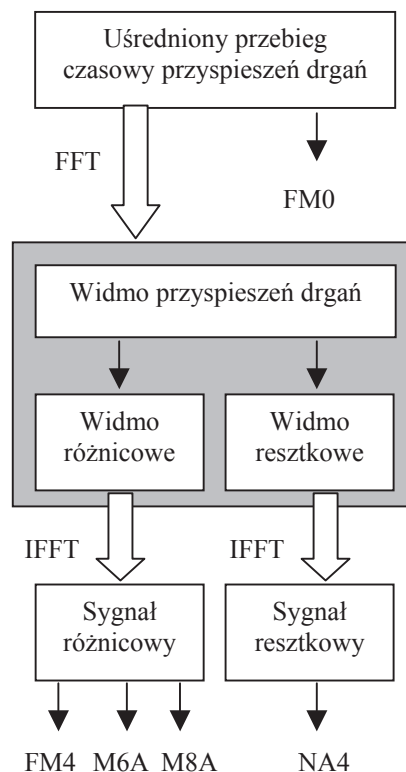 Uśredniony przebieg
czasowy przyspieszeń drgań
FFT
FM0
Widmo przyspieszeń drgań
Widmo
różnicowe
Widmo
resztkowe
IFFT
IFFT
Sygnał
różnicowy
Sygnał
resztkowy
FM4 M6A M8A
NA4